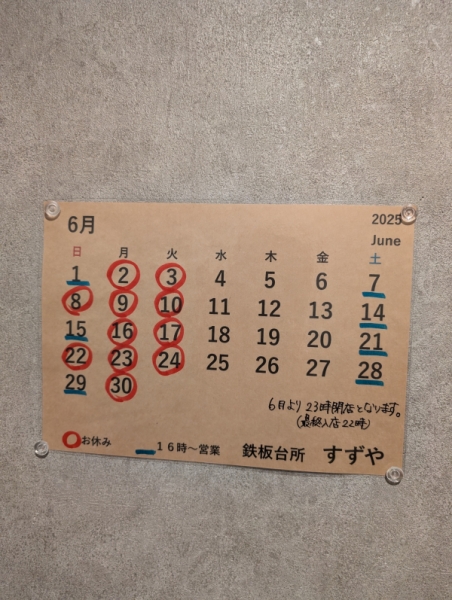 6月
2025
June
日 月 火 水 木 金 土
1 2 3 4 5 6 7
8 9 10 11 12 13 14
15 16 17 18 19 20 21
22 23 24 25 26 27 28
29 30
6月より23時閉店となります。
(最終入店22時)
お休み
16時～営業
鉄板台所 すずや